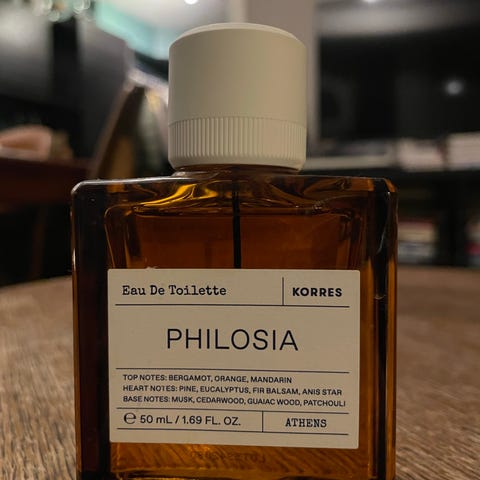 Eau De Toilette KORRES
PHILOSIA
TOP NOTES: BERGAMOT, ORANGE, MANDARIN
HEART NOTES: PINE, EUCALYPTUS, FIR BALSAM, ANIS STAR
BASE NOTES: MUSK, CEDARWOOD, GUAIAC WOOD, PATCHOULI
℮ 50 mL / 1.69 FL. OZ. ATHENS